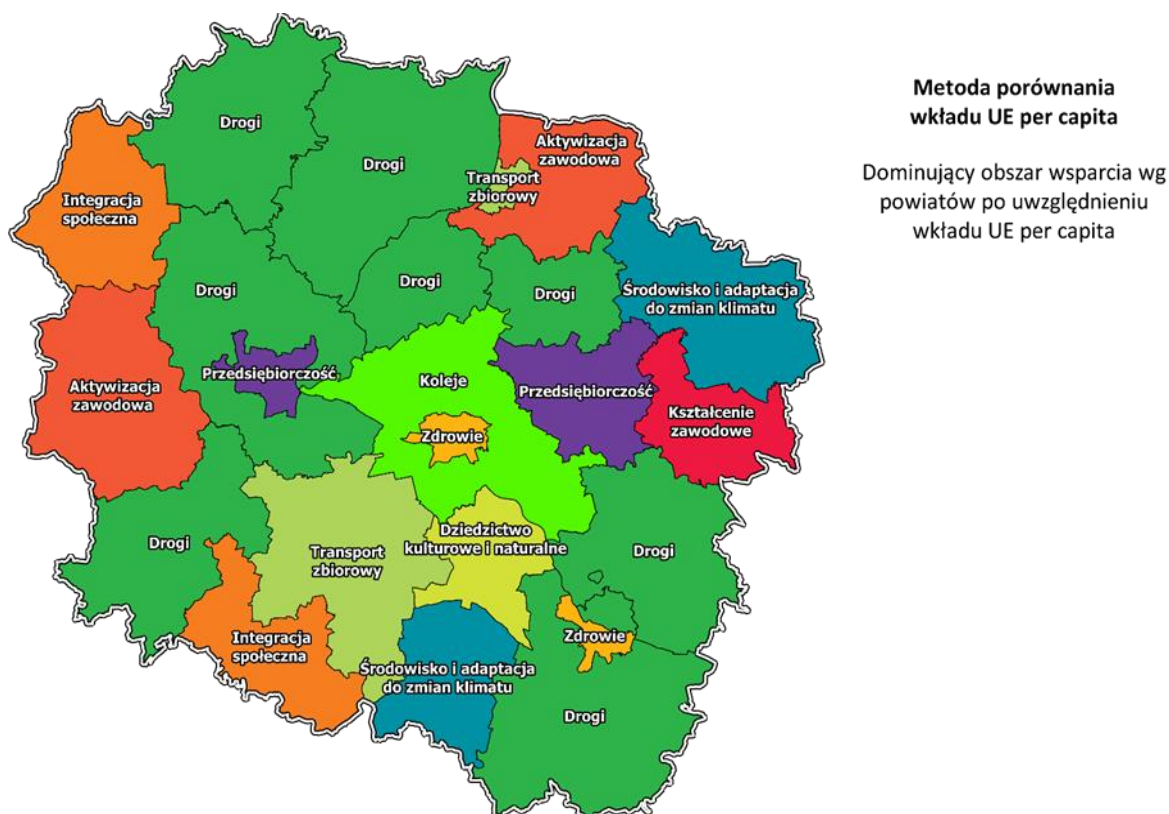 Metoda porównania
wkładu UE per capita
Dominujący obszar wsparcia wg
powiatów po uwzględnieniu
wkładu UE per capita
Drogi
Drogi
Aktywizacja
zawodowa
Transport
zbiorowy
Integracja
społeczna
Drogi
Drogi
Drogi
Środowisko i adaptacja
do zmian klimatu
Przedsiębiorczość
Koleje
Przedsiębiorczość
Aktywizacja
zawodowa
Kształcenie
zawodowe
Zdrowie
Drogi
Transport
zbiorowy
Dziedzictwo
kulturowe i naturalne
Drogi
Integracja
społeczna
Zdrowie
Środowisko i adaptacja
do zmian klimatu
Drogi